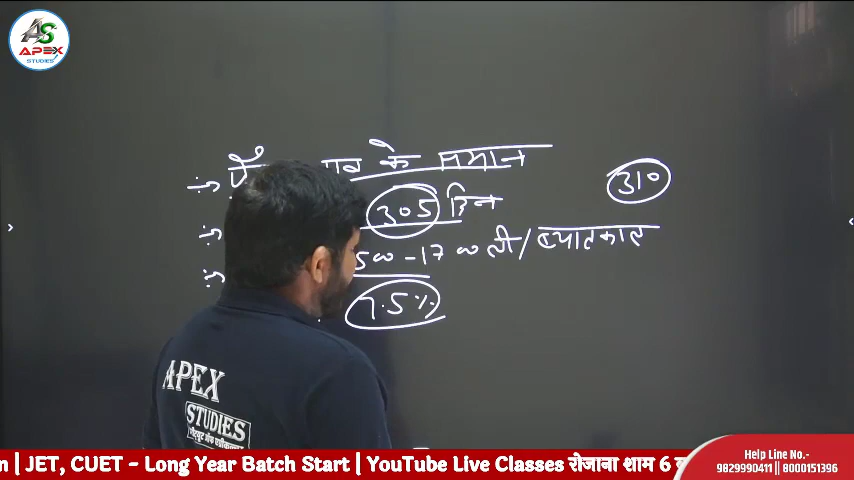 AS
APEX
STUDIES
के समान
310
305 दिन
500 - 1700 ली / ब्यातकाल
7.5%
APEX
STUDIES
JET, CUET - Long Year Batch Start | YouTube Live Classes रोजाना शाम 6
Help Line No.-
9829990411 || 8000151396